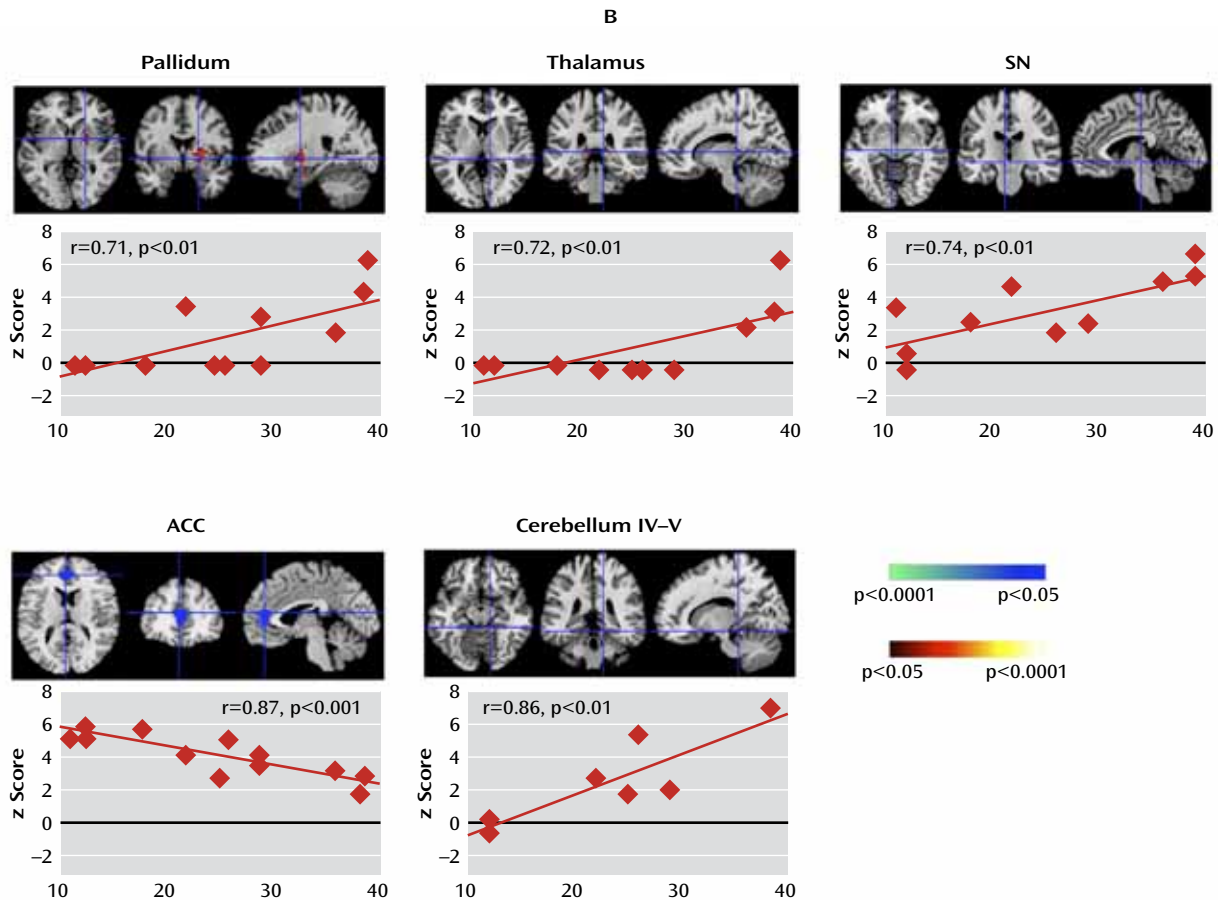 B
Pallidum
Thalamus
SN
r=0.71, p<0.01
z Score
8
6
4
2
0
−2
10 20 30 40
r=0.72, p<0.01
z Score
8
6
4
2
0
−2
10 20 30 40
r=0.74, p<0.01
z Score
8
6
4
2
0
−2
10 20 30 40
ACC
Cerebellum IV–V
p<0.0001 p<0.05
p<0.05 p<0.0001
r=0.87, p<0.001
z Score
8
6
4
2
0
−2
10 20 30 40
r=0.86, p<0.01
z Score
8
6
4
2
0
−2
10 20 30 40